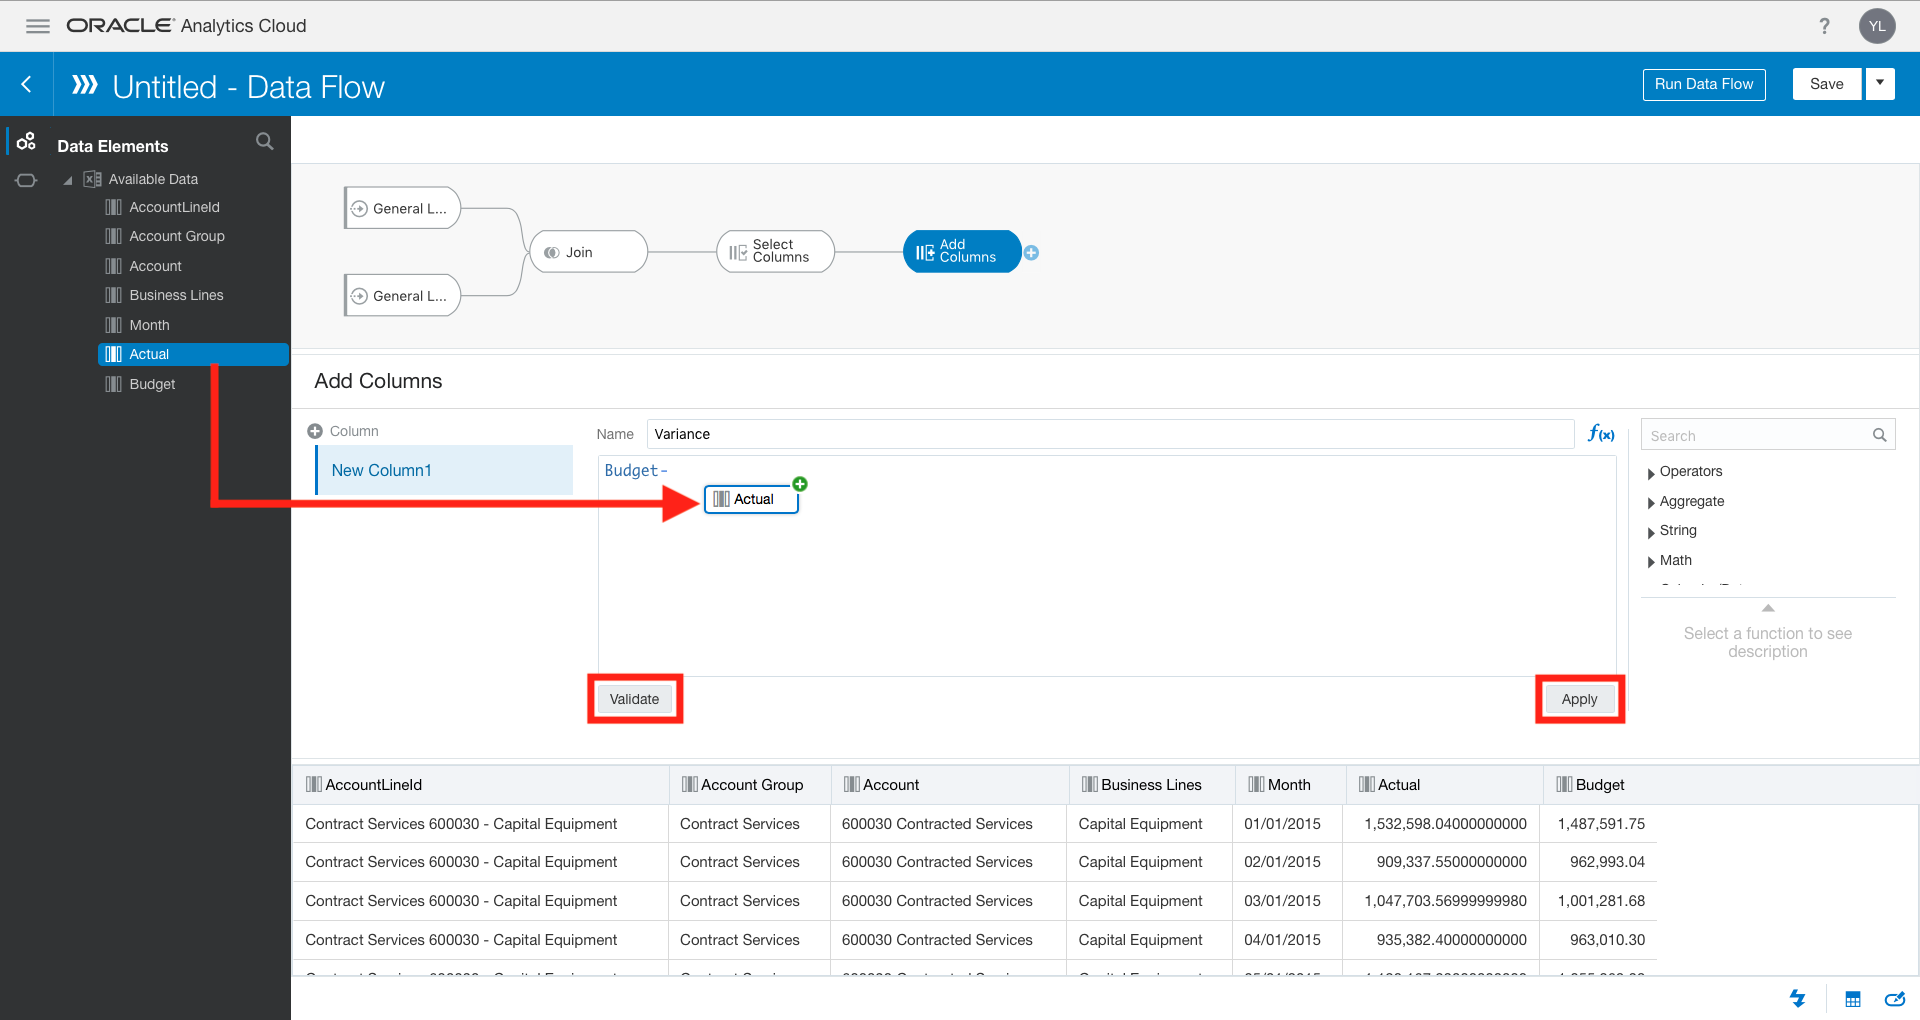 ORACLE Analytics Cloud
?
YL
Untitled - Data Flow
Run Data Flow
Save
Data Elements
Available Data
AccountLineId
Account Group
Account
Business Lines
Month
Actual
Budget
General L...
General L...
Join
Select
Columns
Add
Columns
Add Columns
Column
New Column1
Name
Variance
f(x)
Budget-
Actual
Validate
Apply
Search
Operators
Aggregate
String
Math
Select a function to see
description
AccountLineId Account Group Account Business Lines Month Actual Budget
Contract Services 600030 - Capital Equipment Contract Services 600030 Contracted Services Capital Equipment 01/01/2015 1,532,598.04000000000 1,487,591.75
Contract Services 600030 - Capital Equipment Contract Services 600030 Contracted Services Capital Equipment 02/01/2015 909,337.55000000000 962,993.04
Contract Services 600030 - Capital Equipment Contract Services 600030 Contracted Services Capital Equipment 03/01/2015 1,047,703.56999999980 1,001,281.68
Contract Services 600030 - Capital Equipment Contract Services 600030 Contracted Services Capital Equipment 04/01/2015 935,382.40000000000 963,010.30